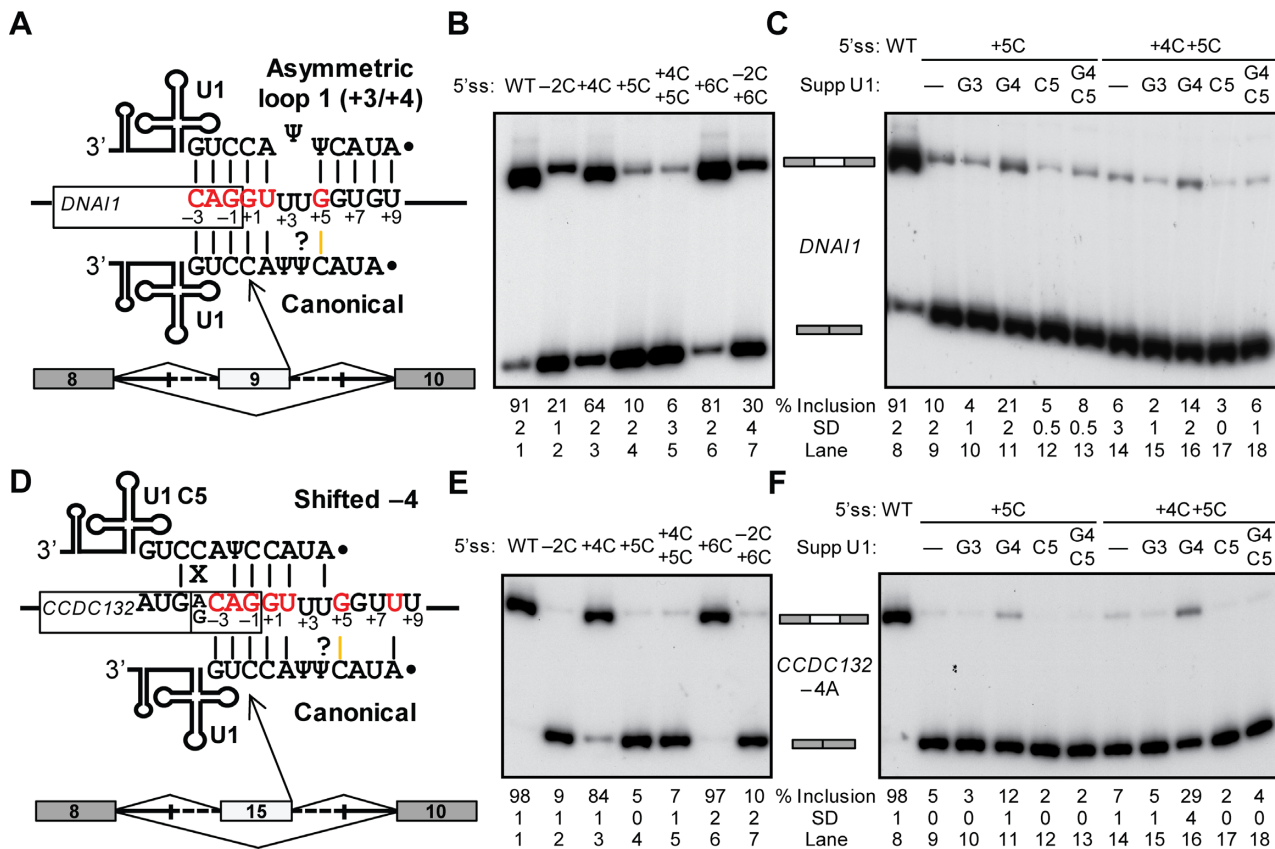 A
Asymmetric
loop 1 (+3/+4)
U1
Ψ
3' GUCCA ΨCAUA•
DNAI1 CAGGUUUGGUGU
–3 –1 +1 +3 +5 +7 +9
?
3' GUCCAΨΨCAUA•
U1
Canonical
8 9 10
B
5'ss: WT –2C +4C +5C +4C+5C +6C –2C+6C
91 21 64 10 6 81 30
2 1 2 2 3 2 4
1 2 3 4 5 6 7
DNAI1
% Inclusion
SD
Lane
C
5'ss: WT +5C +4C+5C
Supp U1: — G3 G4 C5 G4C5 — G3 G4 C5 G4C5
91 10 4 21 5 8 6 2 14 3 6
2 2 1 2 0.5 0.5 3 1 2 0 1
8 9 10 11 12 13 14 15 16 17 18
D
U1 C5
Shifted –4
3' GUCCAΨCCAUA•
X
CCDC132 AUG A CAGGUUUGGUUU
G
–3 –1 +1 +3 +5 +7 +9
?
3' GUCCAΨΨCAUA•
U1
Canonical
8 15 10
E
5'ss: WT –2C +4C +5C +4C+5C +6C –2C+6C
98 9 84 5 7 97 10
1 1 1 0 1 2 2
1 2 3 4 5 6 7
CCDC132
–4A
% Inclusion
SD
Lane
F
5'ss: WT +5C +4C+5C
Supp U1: — G3 G4 C5 G4C5 — G3 G4 C5 G4C5
98 5 3 12 2 2 7 5 29 2 4
1 0 0 1 0 0 1 1 4 0 0
8 9 10 11 12 13 14 15 16 17 18